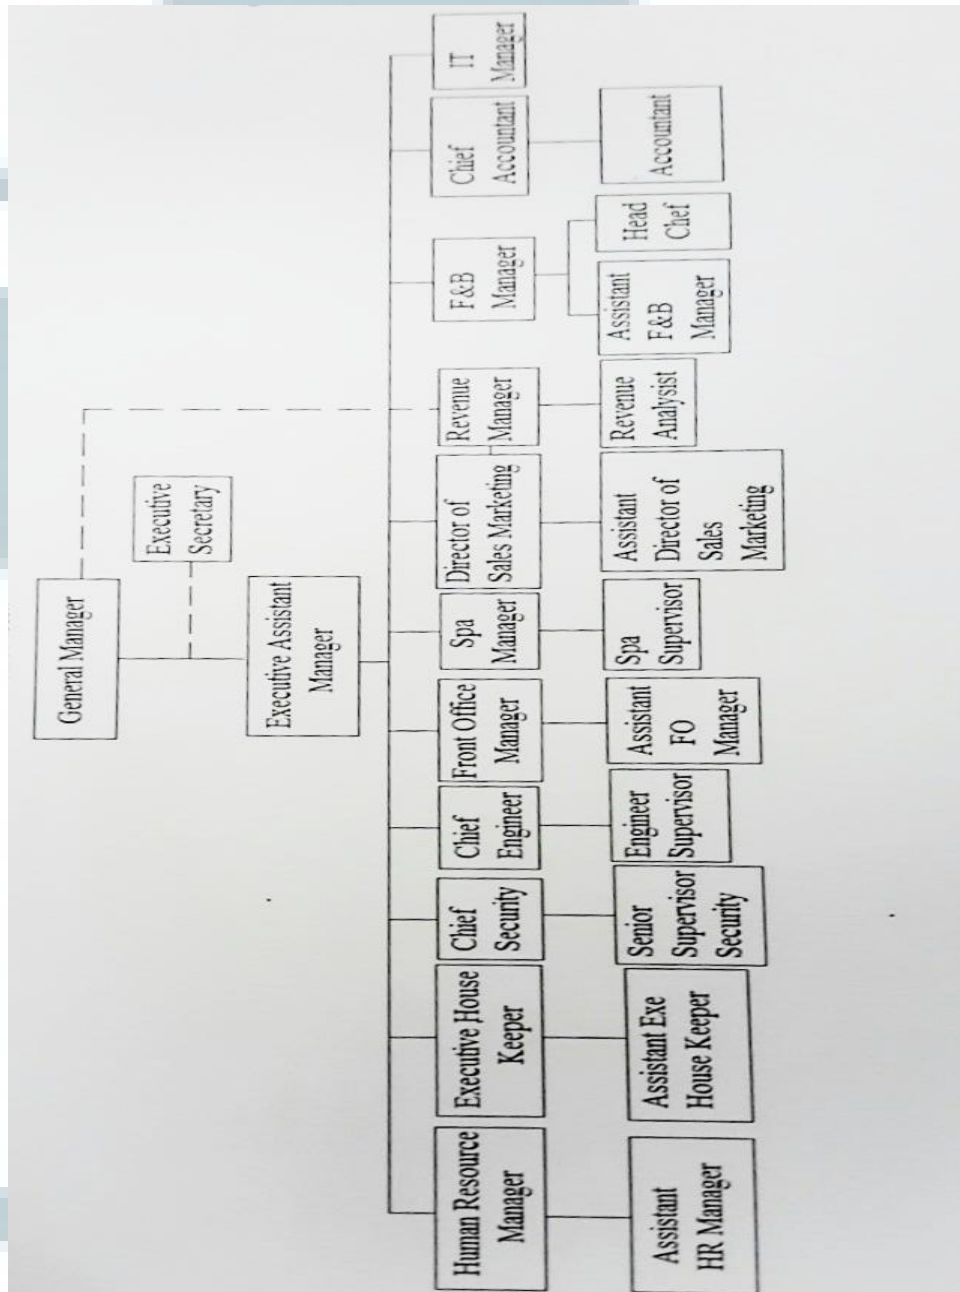 General Manager
Executive
Secretary
Executive Assistant
Manager
Human Resource
Manager
Executive House
Keeper
Chief
Security
Chief
Engineer
Front Office
Manager
Spa
Manager
Director of
Sales Marketing
Revenue
Manager
F&B
Manager
Chief
Accountant
IT
Manager
Assistant
HR Manager
Assistant Exe
House Keeper
Senior
Supervisor
Security
Engineer
Supervisor
Assistant
FO
Manager
Spa
Supervisor
Assistant
Director of
Sales
Marketing
Revenue
Analysist
Assistant
F&B
Manager
Head
Chef
Accountant